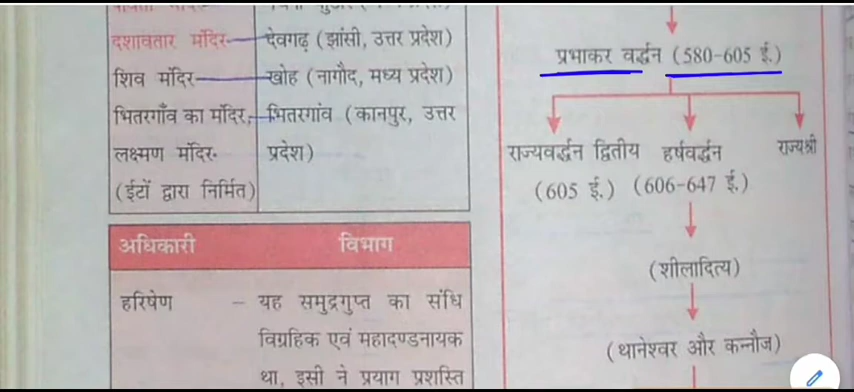 दशावतार मंदिर- देवगढ़ (झांसी, उत्तर प्रदेश)
शिव मंदिर- खोह (नागौद, मध्य प्रदेश)
भितरगाँव का मंदिर, भितरगांव (कानपुर, उत्तर
लक्ष्मण मंदिर- प्रदेश)
(ईटों द्वारा निर्मित)
अधिकारी विभाग
हरिषेण – यह समुद्रगुप्त का संधि
विग्रहिक एवं महादण्डनायक
था, इसी ने प्रयाग प्रशस्ति
प्रभाकर वर्द्धन (580-605 ई.)
राज्यवर्द्धन द्वितीय हर्षवर्द्धन राज्यश्री
(605 ई.) (606-647 ई.)
(शीलादित्य)
(थानेश्वर और कन्नौज)